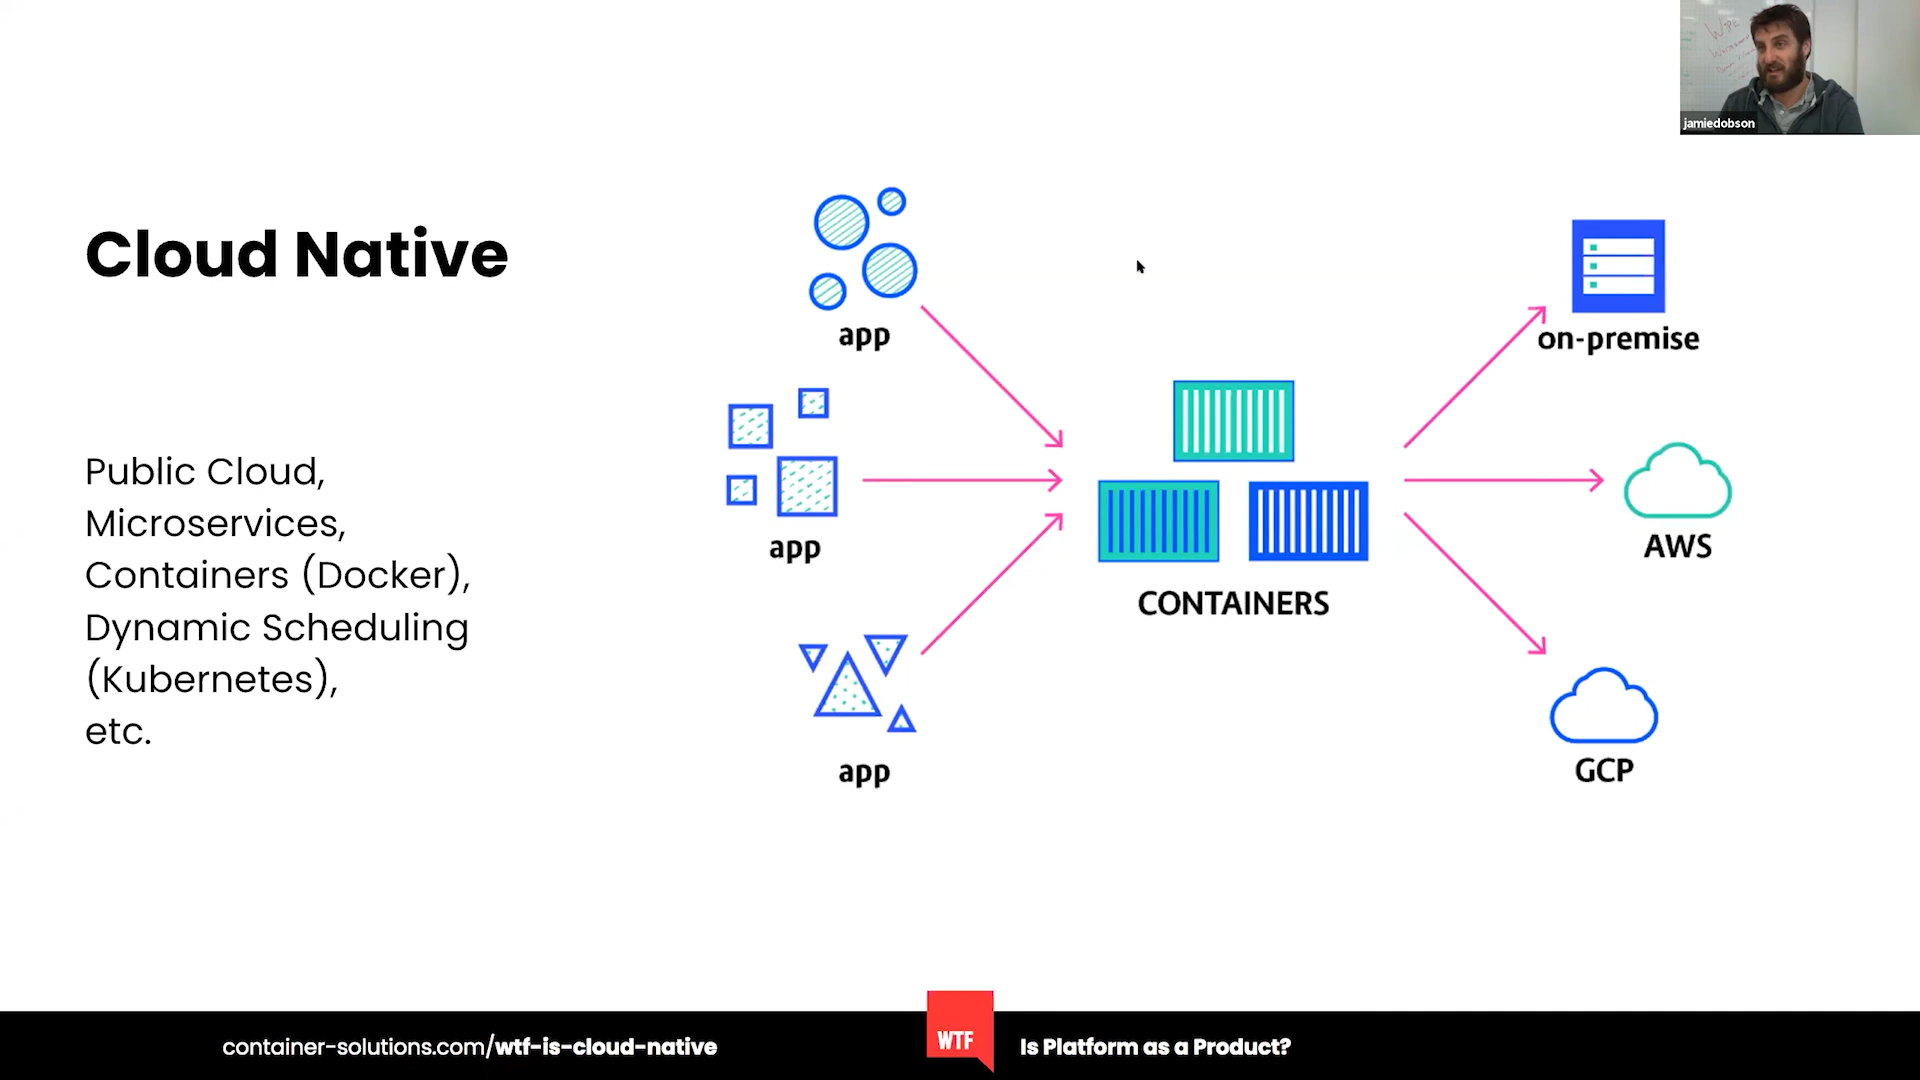 jamiedobson
Cloud Native
Public Cloud,
Microservices,
Containers (Docker),
Dynamic Scheduling
(Kubernetes),
etc.
app
app
app
CONTAINERS
on-premise
AWS
GCP
container-solutions.com/wtf-is-cloud-native
WTF
Is Platform as a Product?